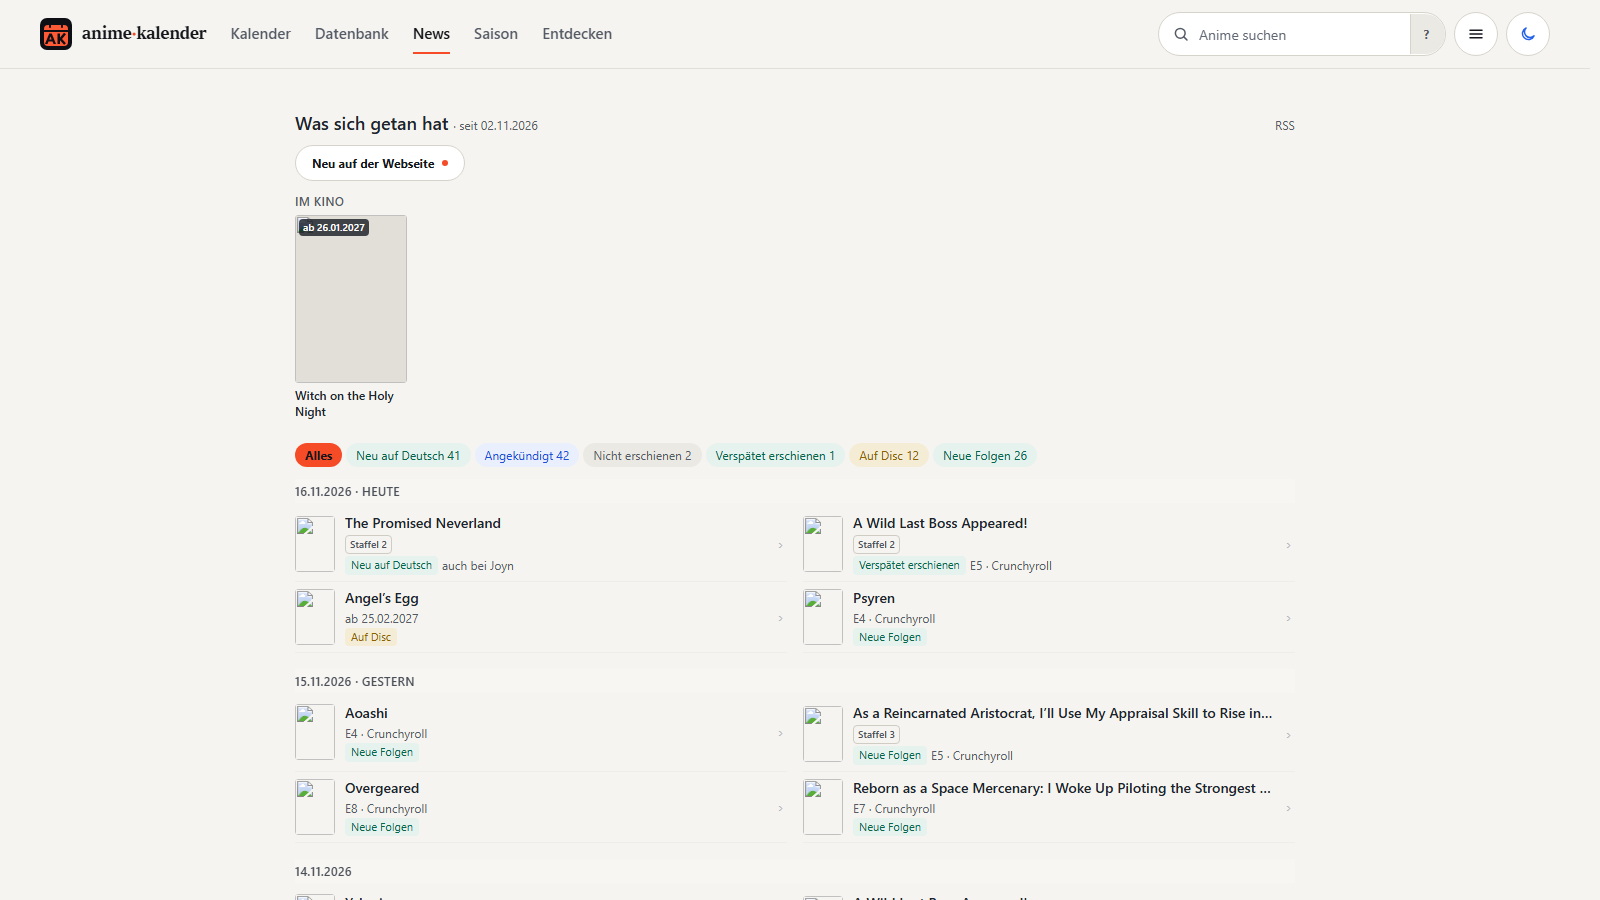 AK anime·kalender Kalender Datenbank News Saison Entdecken Anime suchen ?
Was sich getan hat · seit 02.11.2026 RSS
Neu auf der Webseite
IM KINO
ab 26.01.2027
Witch on the Holy
Night
Alles Neu auf Deutsch 41 Angekündigt 42 Nicht erschienen 2 Verspätet erschienen 1 Auf Disc 12 Neue Folgen 26
16.11.2026 · HEUTE
The Promised Neverland
Staffel 2
Neu auf Deutsch auch bei Joyn
A Wild Last Boss Appeared!
Staffel 2
Verspätet erschienen E5 · Crunchyroll
Angel’s Egg
ab 25.02.2027
Auf Disc
Psyren
E4 · Crunchyroll
Neue Folgen
15.11.2026 · GESTERN
Aoashi
E4 · Crunchyroll
Neue Folgen
As a Reincarnated Aristocrat, I’ll Use My Appraisal Skill to Rise in...
Staffel 3
Neue Folgen E5 · Crunchyroll
Overgeared
E8 · Crunchyroll
Neue Folgen
Reborn as a Space Mercenary: I Woke Up Piloting the Strongest ...
E7 · Crunchyroll
Neue Folgen
14.11.2026